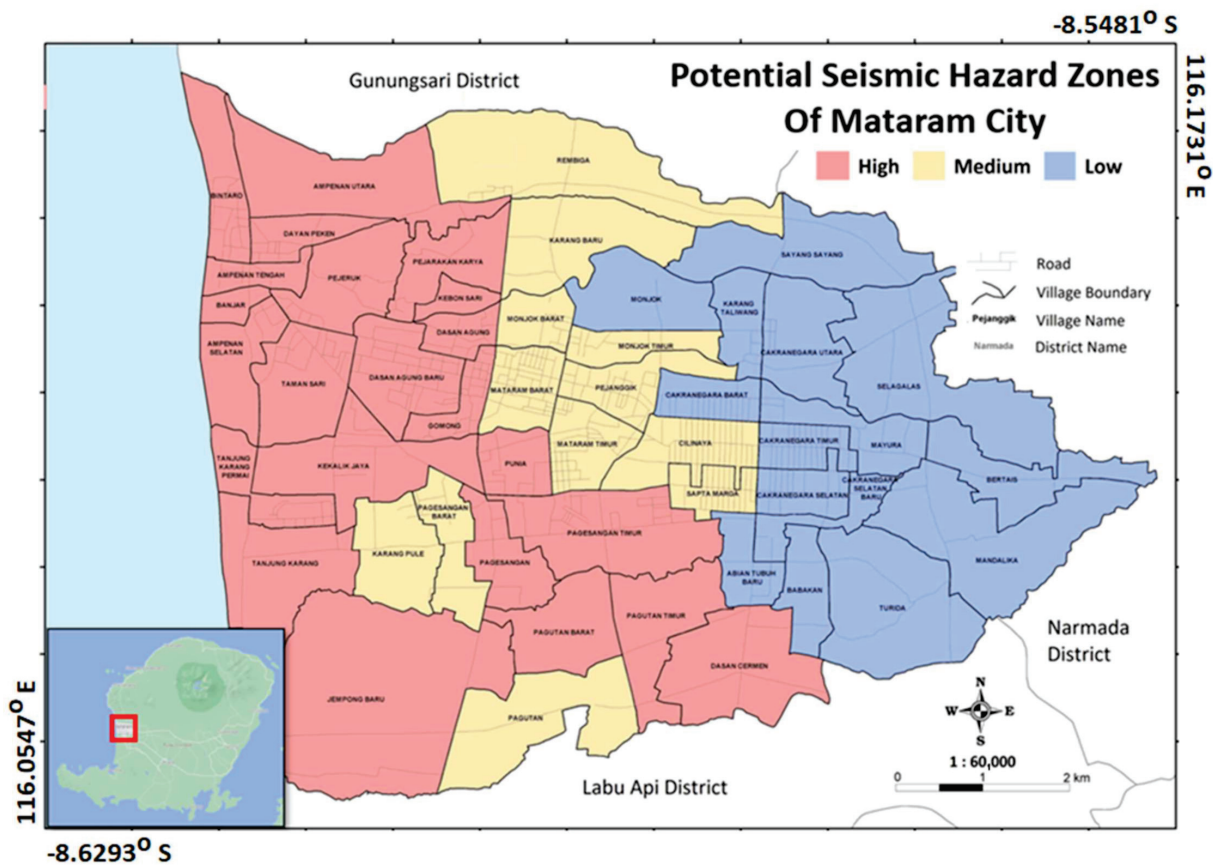 -8.5481O S
Gunungsari District
Potential Seismic Hazard Zones
Of Mataram City
116.1731O E
High
Medium
Low
REMBIGA
AMPENAN UTARA
BINTARO
DAYAN PEKEN
KARANG BARU
SAYANG SAYANG
Road
PEJARAKAN KARYA
AMPENAN TENGAH
PEJERUK
Village Boundary
KEBON SARI
MONJOK
KARANG
TALIWANG
BANJAR
Pejanggik
Village Name
MONJOK BARAT
DASAN AGUNG
Narmada
District Name
AMPENAN
SELATAN
MONJOK TIMUR
CAKRANEGARA UTARA
TAMAN SARI
DASAN AGUNG BARU
MATARAM BARAT
PEJANGGIK
SELAGALAS
CAKRANEGARA BARAT
GOMONG
MATARAM TIMUR
CILINAYA
CAKRANEGARA TIMUR
MAYURA
TANJUNG
KARANG
PERMAI
KEKALIK JAYA
PUNIA
BERTAIS
CAKRANEGARA
SELATAN
BARU
SAPTA MARGA
CAKRANEGARA SELATAN
PAGESANGAN
BARAT
PAGESANGAN TIMUR
KARANG PULE
TANJUNG KARANG
PAGESANGAN
MANDALIKA
ABIAN TUBUH
BARU
BABAKAN
TURIDA
PAGUTAN TIMUR
PAGUTAN BARAT
Narmada
District
DASAN CERMEN
JEMPONG BARU
PAGUTAN
N
W
E
S
1 : 60,000
0
1
2 km
Labu Api District
116.0547O E
-8.6293O S